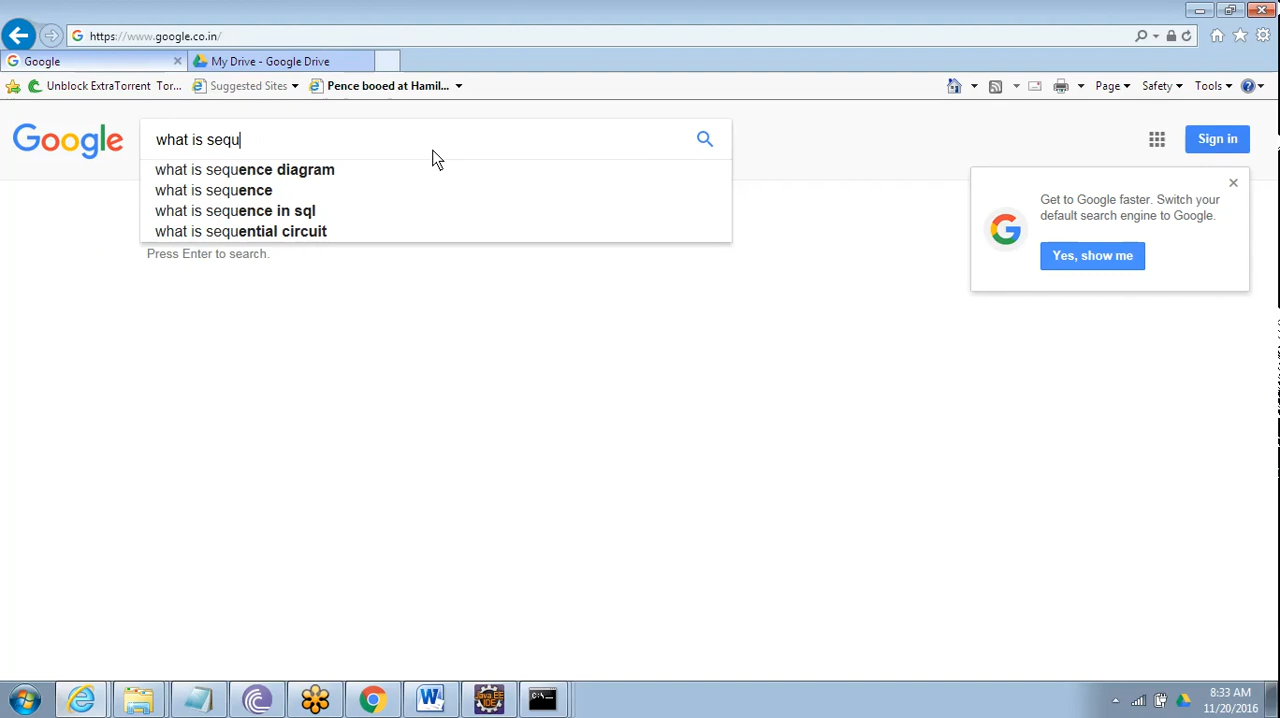 https://www.google.co.in/
Google
My Drive - Google Drive
Unblock ExtraTorrent Tor...
Suggested Sites
Pence booed at Hamil...
Page
Safety
Tools
Google
what is sequ
Sign in
what is sequence diagram
what is sequence
what is sequence in sql
what is sequential circuit
Press Enter to search.
Get to Google faster. Switch your
default search engine to Google.
Yes, show me
Java EE
IDE
C:\.
8:33 AM
11/20/2016